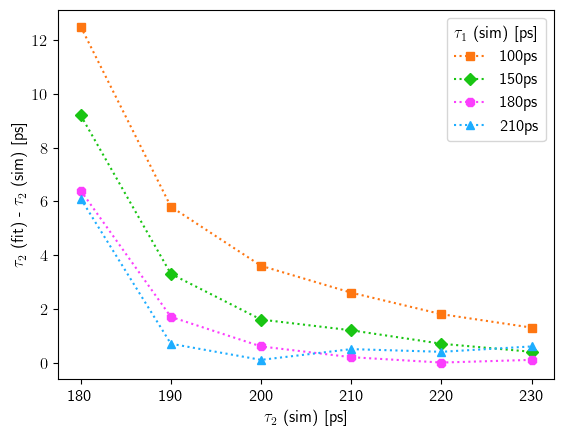 τ₂ (fit) - τ₂ (sim) [ps]
12
10
8
6
4
2
0
180 190 200 210 220 230
τ₂ (sim) [ps]
τ₁ (sim) [ps]
100ps
150ps
180ps
210ps